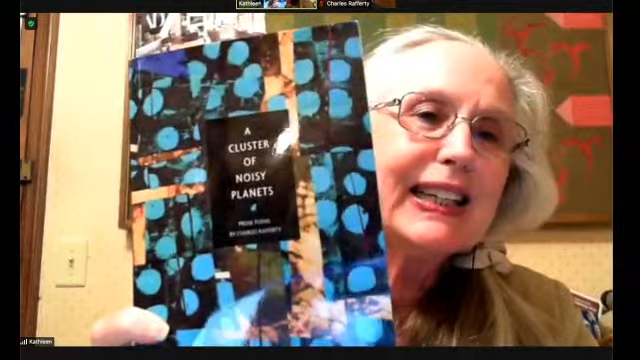 Kathleen
Charles Rafferty
A
CLUSTER
OF
NOISY
PLANETS
PROSE POEMS
BY CHARLES RAFFERTY
Kathleen